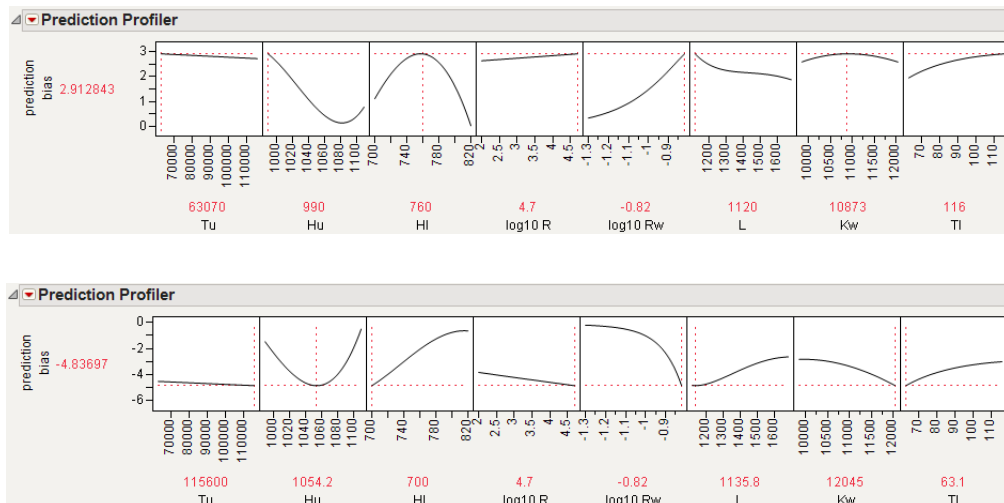 Prediction Profiler
prediction
bias
2.912843
3
2
1
0
70000 80000 90000 100000 110000
1000 1020 1040 1060 1080 1100
700 740 780 820
2 2.5 3 3.5 4 4.5
-1.3 -1.2 -1.1 -1 -0.9
1200 1300 1400 1500 1600
10000 10500 11000 11500 12000
70 80 90 100 110
63070 990 760 4.7 -0.82 1120 10873 116
Tu Hu Hl log10 R log10 Rw L Kw Tl
Prediction Profiler
prediction
bias
-4.83697
0
-2
-4
-6
70000 80000 90000 100000 110000
1000 1020 1040 1060 1080 1100
700 740 780 820
2 2.5 3 3.5 4 4.5
-1.3 -1.2 -1.1 -1 -0.9
1200 1300 1400 1500 1600
10000 10500 11000 11500 12000
70 80 90 100 110
115600 1054.2 700 4.7 -0.82 1135.8 12045 63.1
Tu Hu Hl log10 R log10 Rw L Kw Tl